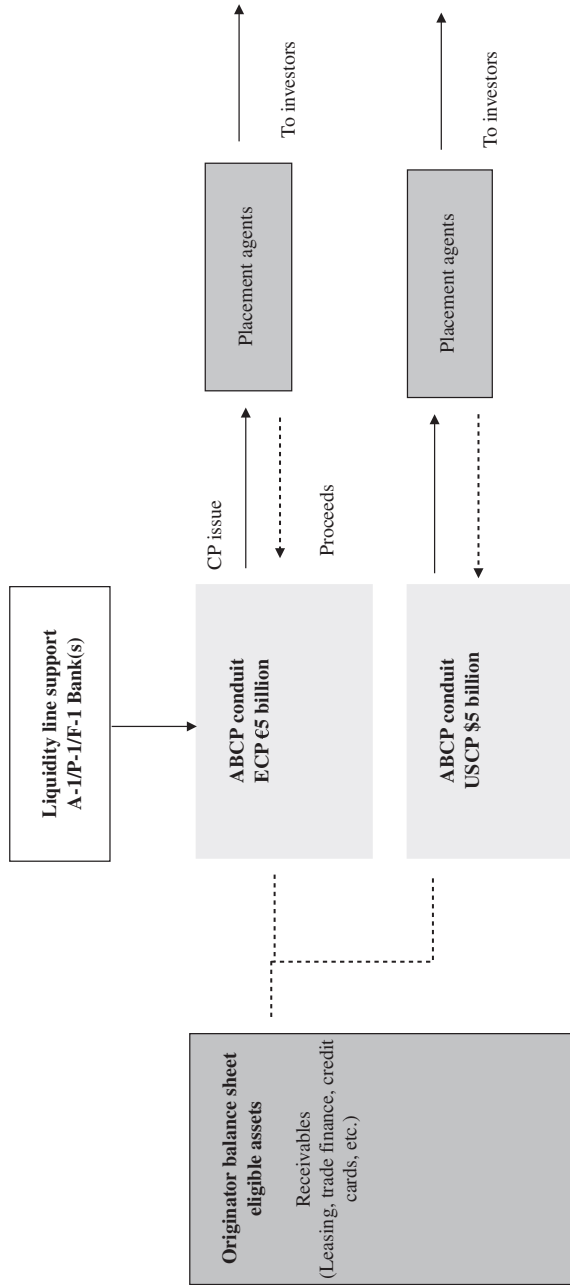 Liquidity line support
A-1/P-1/F-1 Bank(s)
Originator balance sheet
eligible assets
Receivables
(Leasing, trade finance, credit
cards, etc.)
ABCP conduit
ECP €5 billion
CP issue
Proceeds
Placement agents
To investors
ABCP conduit
USCP $5 billion
Placement agents
To investors